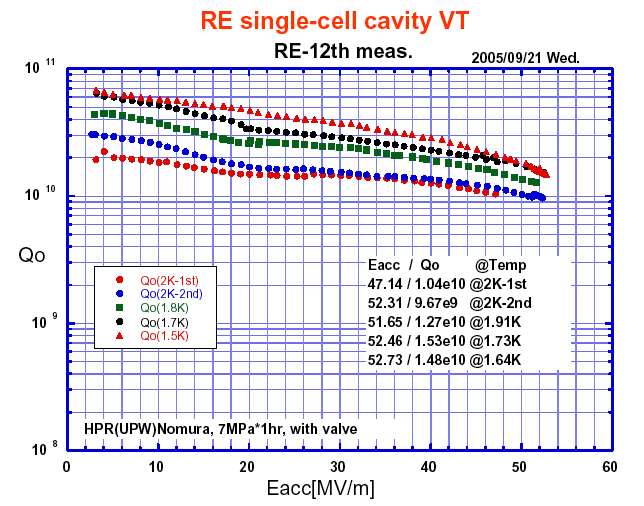 RE single-cell cavity VT
RE-12th meas.
2005/09/21 Wed.
10 11
10 10
Qo
10 9
10 8
Qo(2K-1st)
Qo(2K-2nd)
Qo(1.8K)
Qo(1.7K)
Qo(1.5K)
Eacc / Qo @Temp
47.14 / 1.04e10 @2K-1st
52.31 / 9.67e9 @2K-2nd
51.65 / 1.27e10 @1.91K
52.46 / 1.53e10 @1.73K
52.73 / 1.48e10 @1.64K
HPR(UPW)Nomura, 7MPa*1hr, with valve
0 10 20 30 40 50 60
Eacc[MV/m]